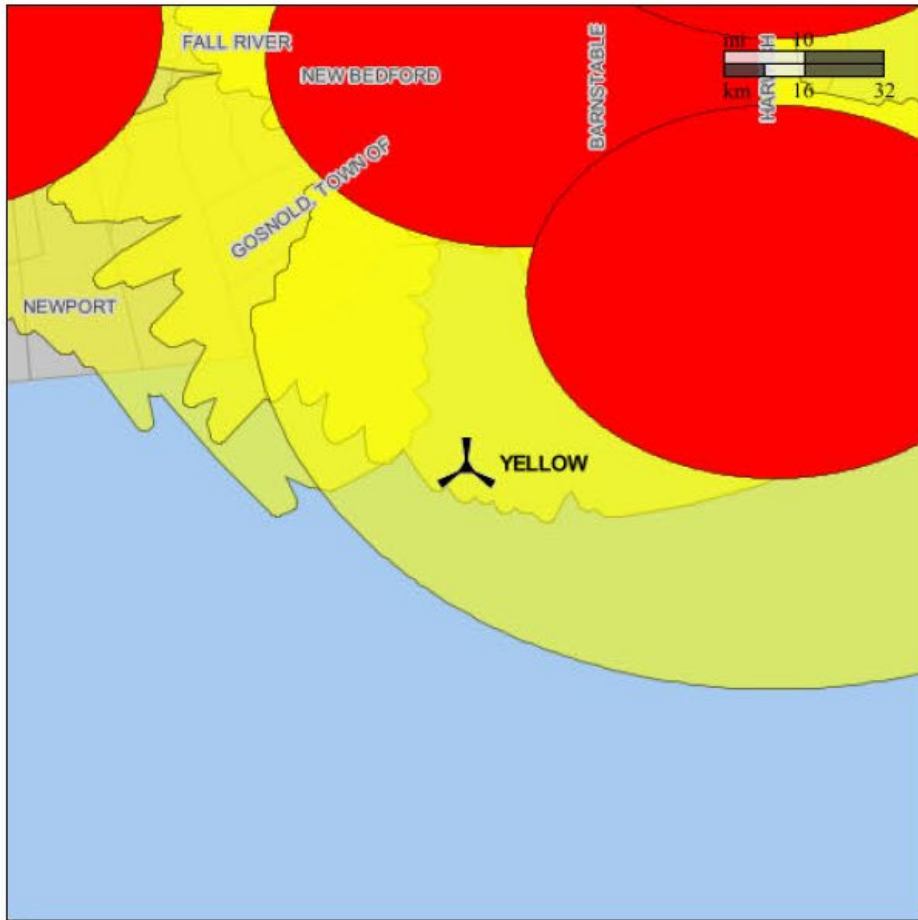 FALL RIVER
NEW BEDFORD
BARNSTABLE
mi 10
km 16 32
GOSNOLD, TOWN OF
NEWPORT
YELLOW